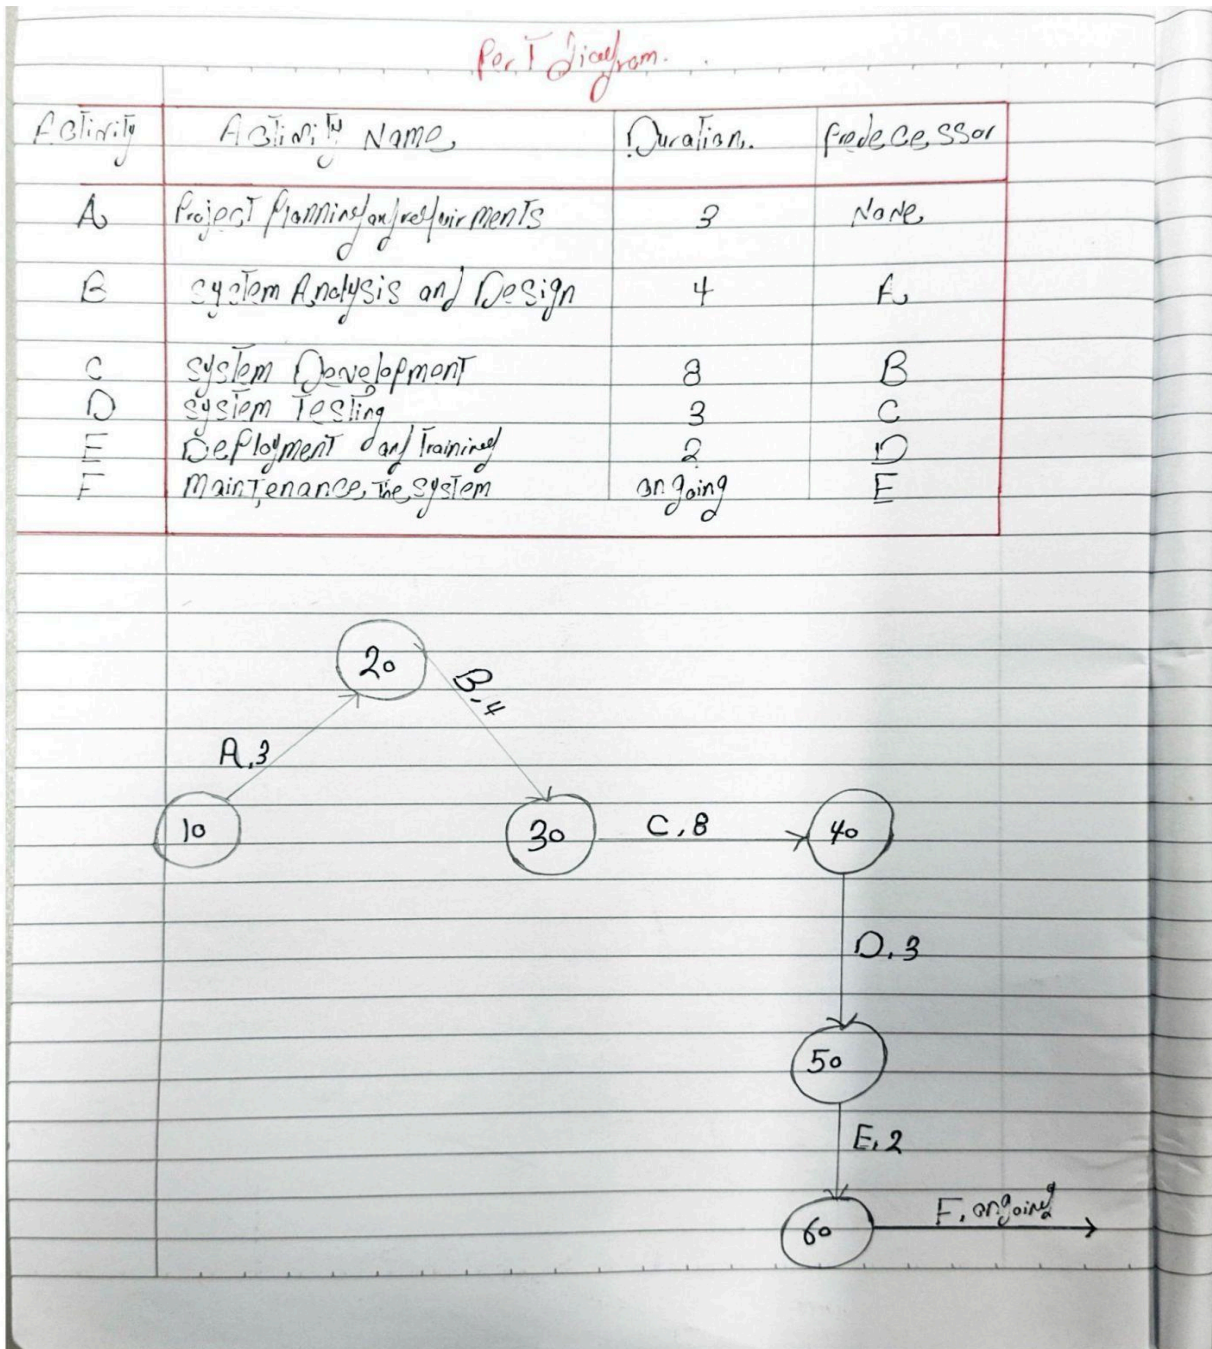 PerT diagram.
Activity Activity Name Duration. Predecessor
A Project Planning and requirments 3 None
B System Analysis and Design 4 A
C System Development 8 B
D System Testing 3 C
E Deployment and Training 2 D
F Maintenance The System ongoing E
20
B,4
A,3
10
30
C,8
40
D,3
50
E,2
60
F, ongoing